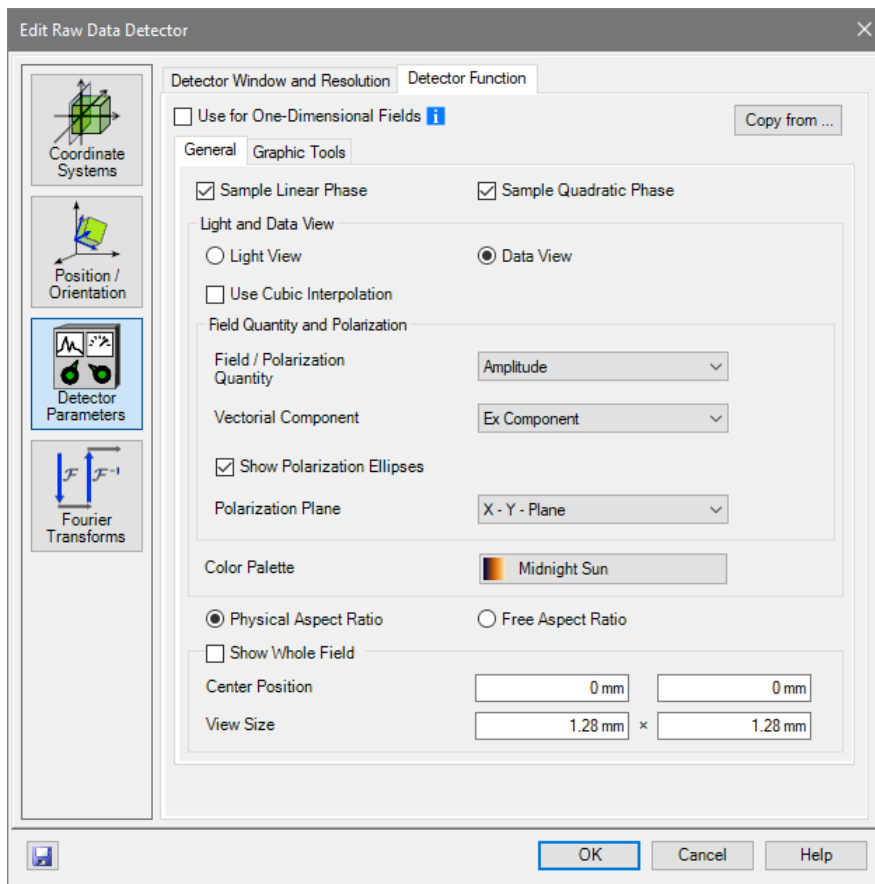 Edit Raw Data Detector
Coordinate
Systems
Position /
Orientation
Detector
Parameters
F F-1
Fourier
Transforms
Detector Window and Resolution Detector Function
Use for One-Dimensional Fields i Copy from ...
General Graphic Tools
Sample Linear Phase Sample Quadratic Phase
Light and Data View
Light View Data View
Use Cubic Interpolation
Field Quantity and Polarization
Field / Polarization
Quantity
Amplitude
Vectorial Component Ex Component
Show Polarization Ellipses
Polarization Plane X - Y - Plane
Color Palette Midnight Sun
Physical Aspect Ratio Free Aspect Ratio
Show Whole Field
Center Position 0 mm 0 mm
View Size 1.28 mm × 1.28 mm
OK Cancel Help